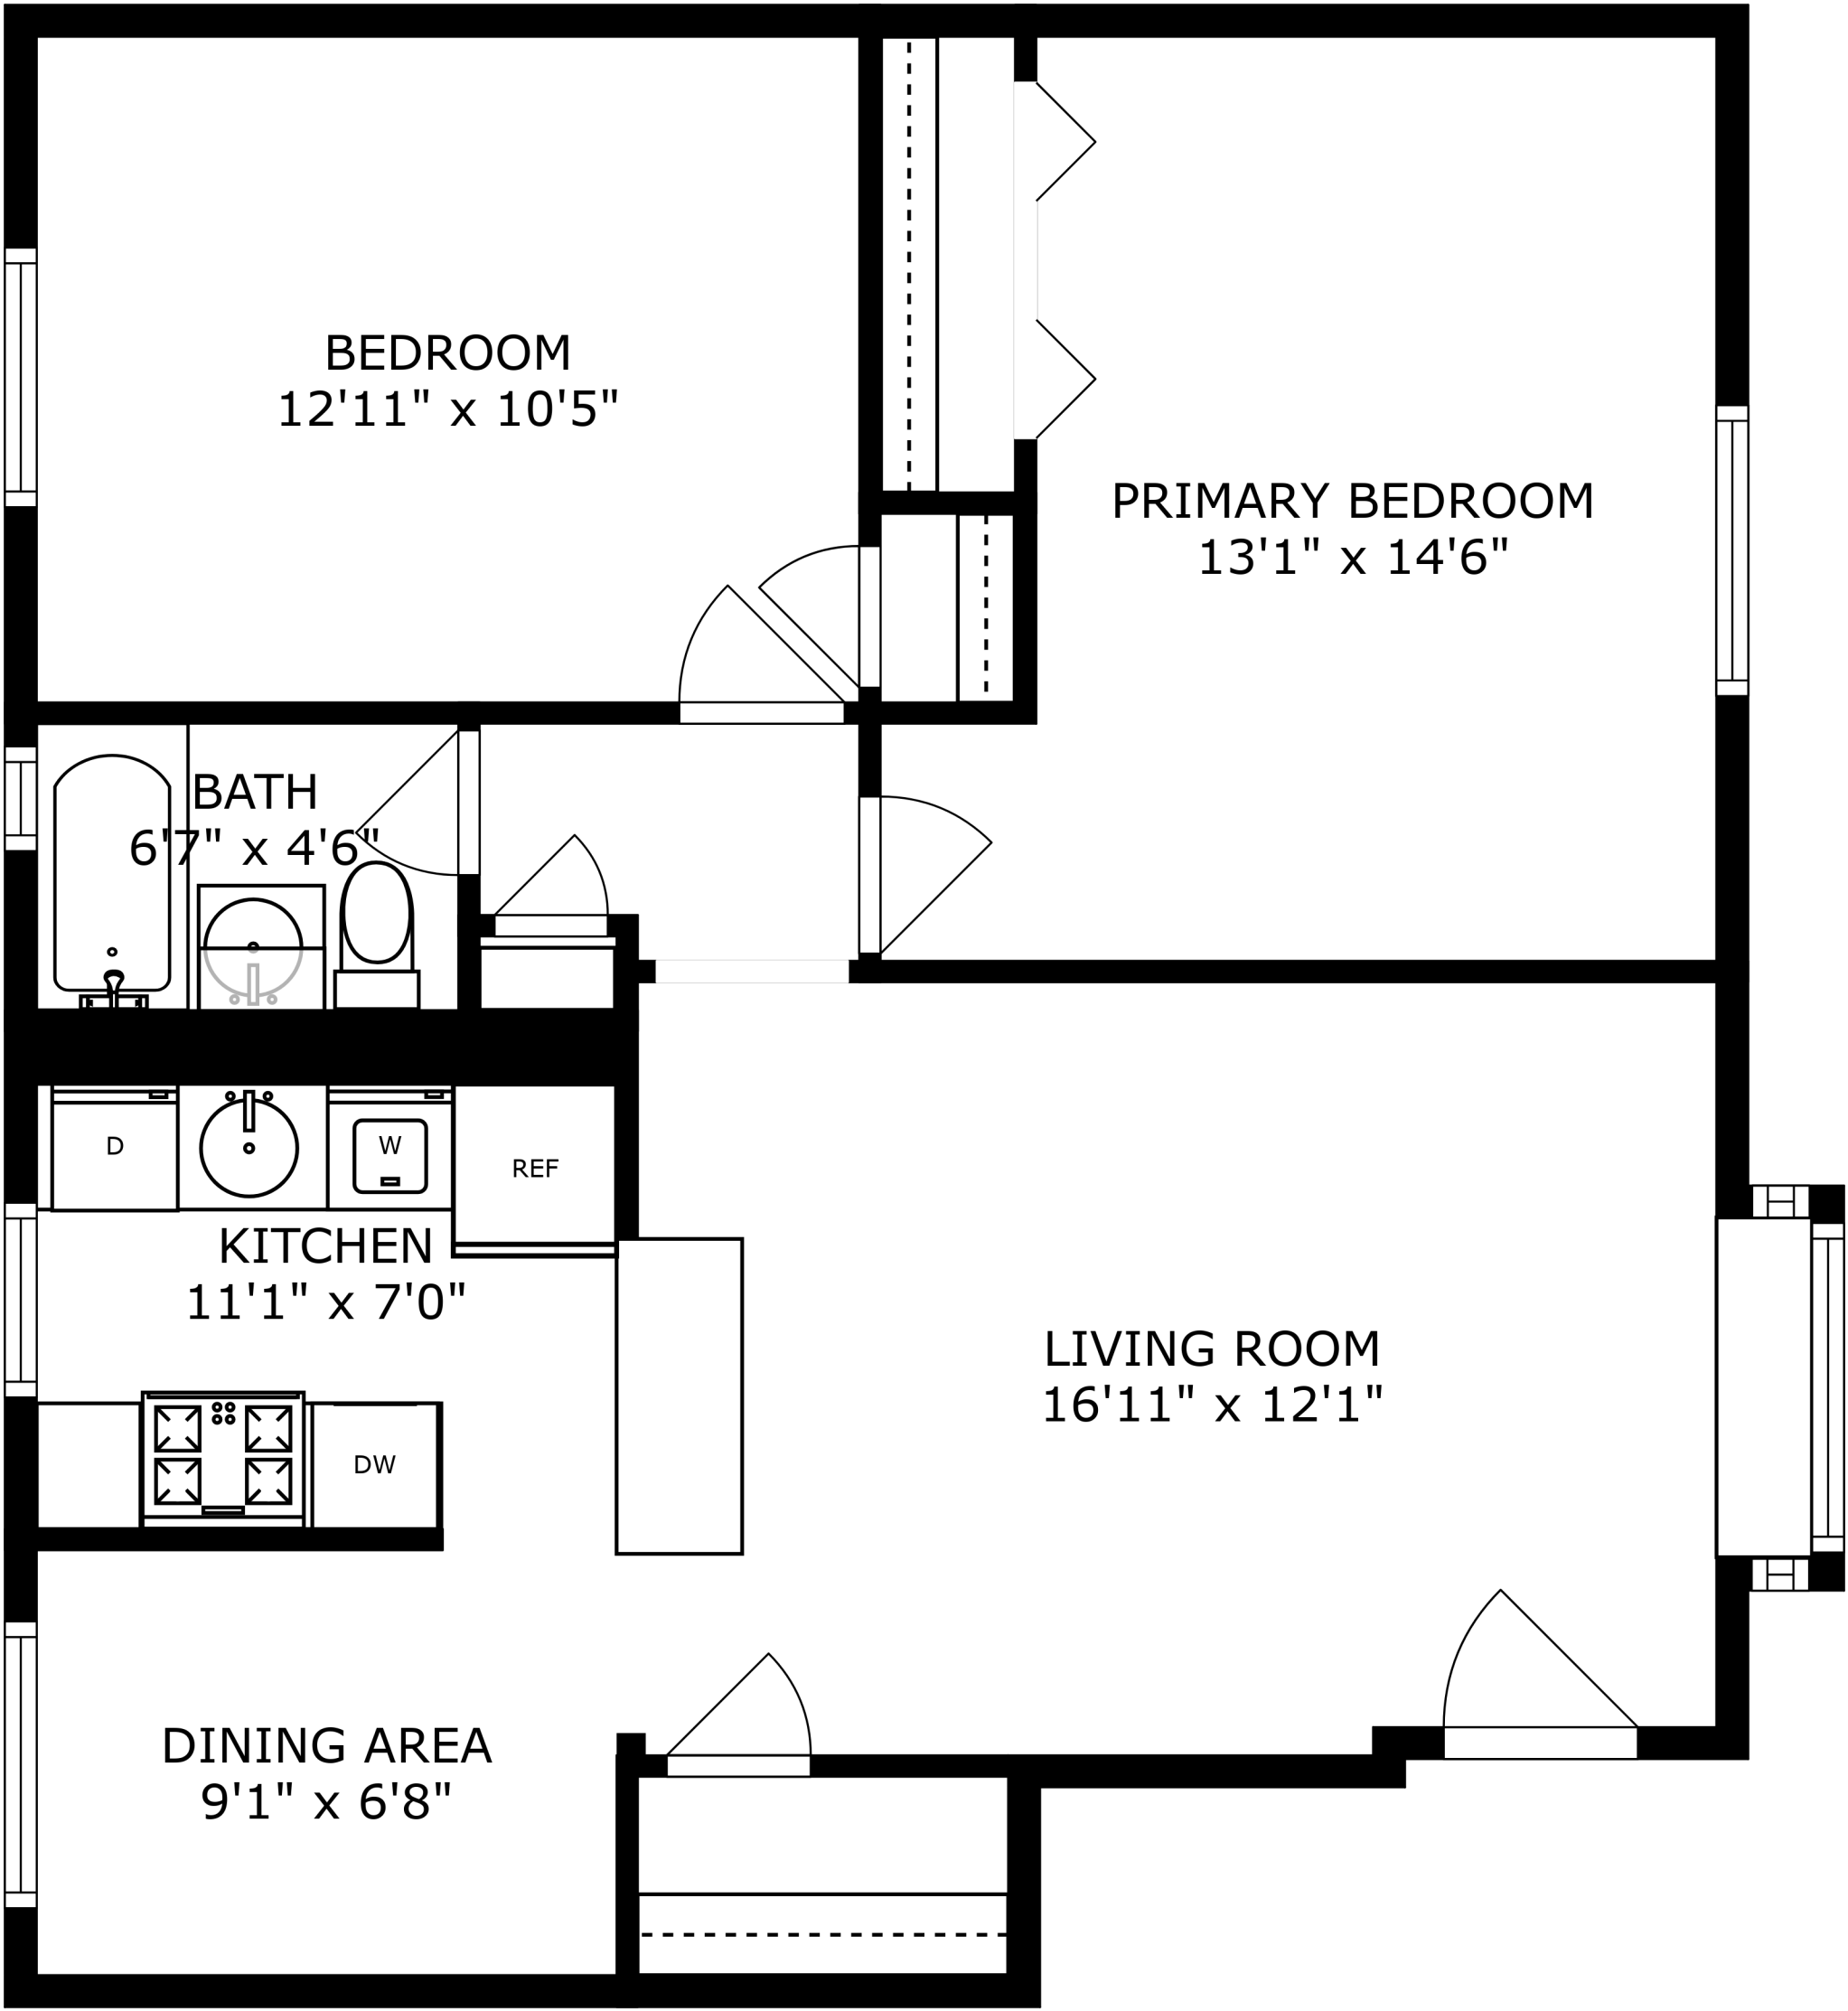 BEDROOM
12'11" x 10'5"
PRIMARY BEDROOM
13'1" x 14'6"
BATH
6'7" x 4'6"
D
W
REF
KITCHEN
11'1" x 7'0"
LIVING ROOM
16'11" x 12'1"
DW
DINING AREA
9'1" x 6'8"